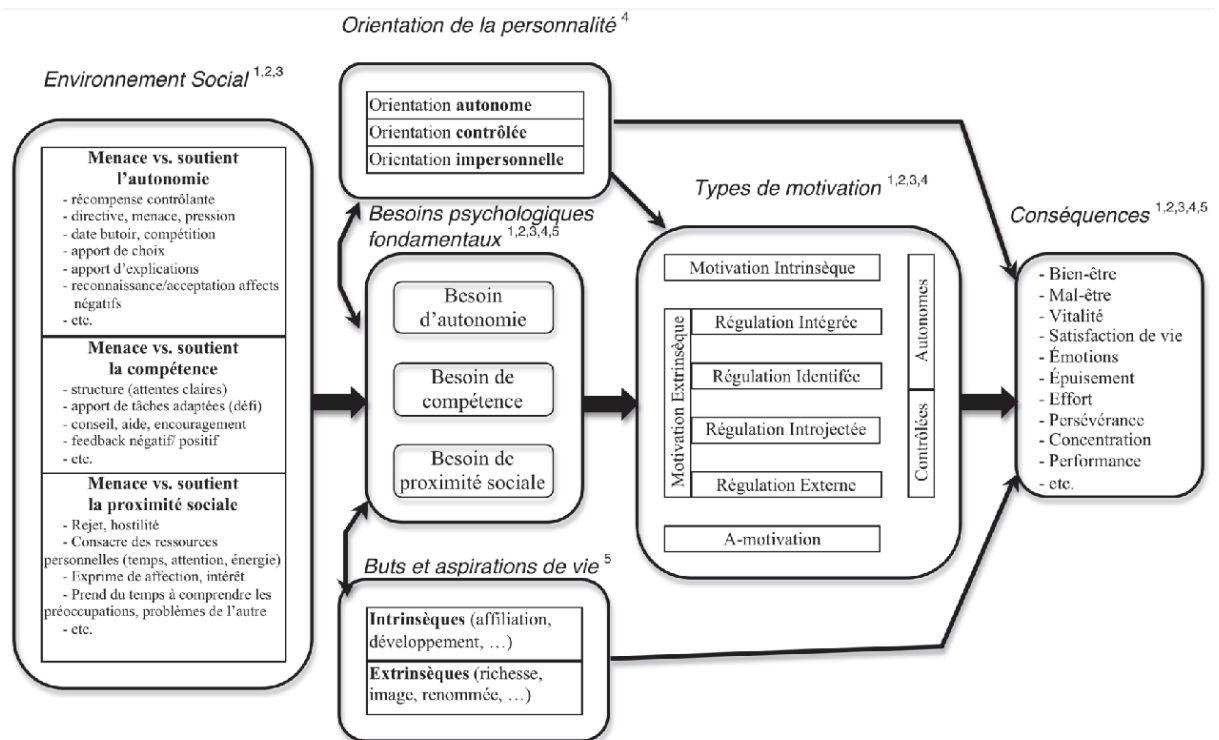 Orientation de la personnalité 4
Environnement Social 1,2,3
Orientation autonome
Orientation contrôlée
Orientation impersonnelle
Menace vs. soutient
l'autonomie
- récompense contrôlante
- directive, menace, pression
- date butoir, compétition
- apport de choix
- apport d'explications
- reconnaissance/acceptation affects
négatifs
- etc.
Menace vs. soutient
la compétence
- structure (attentes claires)
- apport de tâches adaptées (défi)
- conseil, aide, encouragement
- feedback négatif/ positif
- etc.
Menace vs. soutient
la proximité sociale
- Rejet, hostilité
- Consacre des ressources
personnelles (temps, attention, énergie)
- Exprime de affection, intérêt
- Prend du temps à comprendre les
préoccupations, problèmes de l'autre
- etc.
Besoins psychologiques
fondamentaux 1,2,3,4,5
Besoin
d'autonomie
Besoin de
compétence
Besoin de
proximité sociale
Buts et aspirations de vie 5
Intrinsèques (affiliation,
développement, …)
Extrinsèques (richesse,
image, renommée, …)
Types de motivation 1,2,3,4
Motivation Intrinsèque
Motivation Extrinsèque
Régulation Intégrée
Régulation Identifée
Régulation Introjectée
Régulation Externe
A-motivation
Autonomes
Contrôlées
Conséquences 1,2,3,4,5
- Bien-être
- Mal-être
- Vitalité
- Satisfaction de vie
- Émotions
- Épuisement
- Effort
- Persévérance
- Concentration
- Performance
- etc.